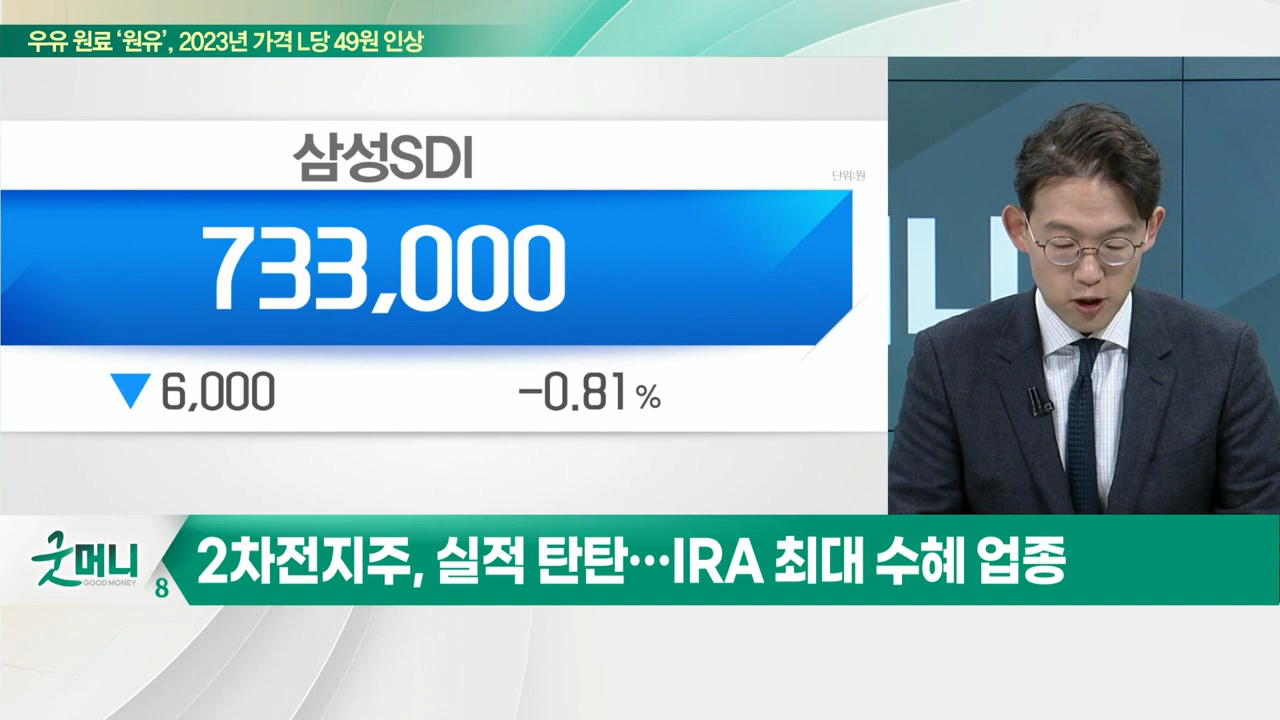 우유 원료 ‘원유’, 2023년 가격 L당 49원 인상
삼성SDI
단위:원
733,000
▼ 6,000
-0.81%
굿머니
GOOD MONEY
8
2차전지주, 실적 탄탄…IRA 최대 수혜 업종